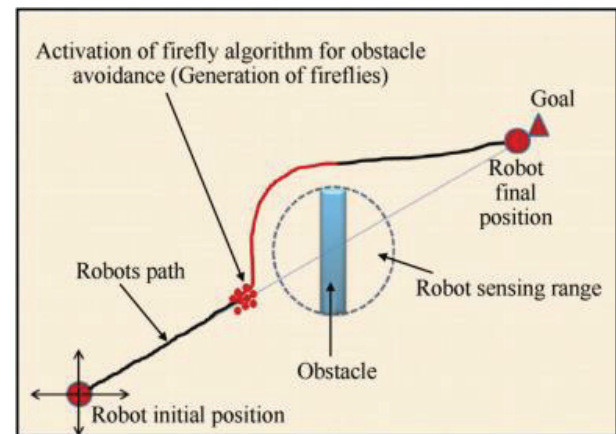 Activation of firefly algorithm for obstacle
avoidance (Generation of fireflies)
Goal
Robot
final
position
Robots path
Robot sensing range
Obstacle
Robot initial position